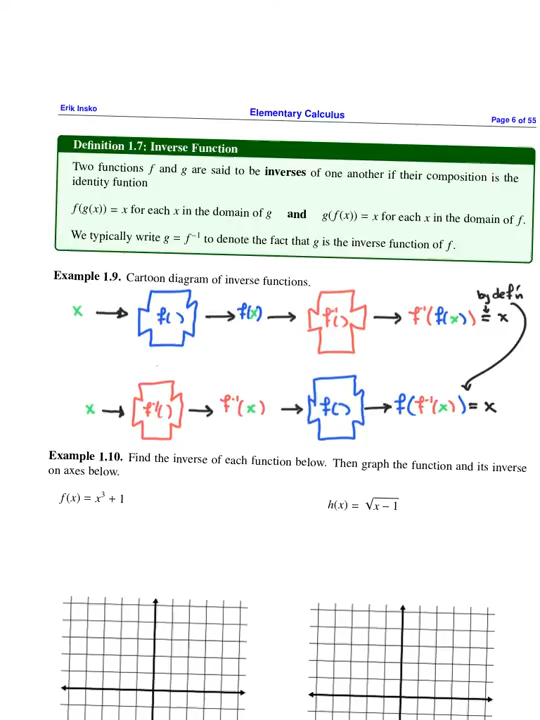 Erik Insko
Elementary Calculus
Page 6 of 55
Definition 1.7: Inverse Function
Two functions f and g are said to be inverses of one another if their composition is the
identity funtion
f(g(x)) = x for each x in the domain of g and g(f(x)) = x for each x in the domain of f.
We typically write g = f⁻¹ to denote the fact that g is the inverse function of f.
Example 1.9. Cartoon diagram of inverse functions.
by def'n
x → f( ) → f(x) → f⁻¹( ) → f⁻¹(f(x)) = x
x → f⁻¹( ) → f⁻¹(x) → f( ) → f(f⁻¹(x)) = x
Example 1.10. Find the inverse of each function below. Then graph the function and its inverse
on axes below.
f(x) = x³ + 1
h(x) = √(x − 1)